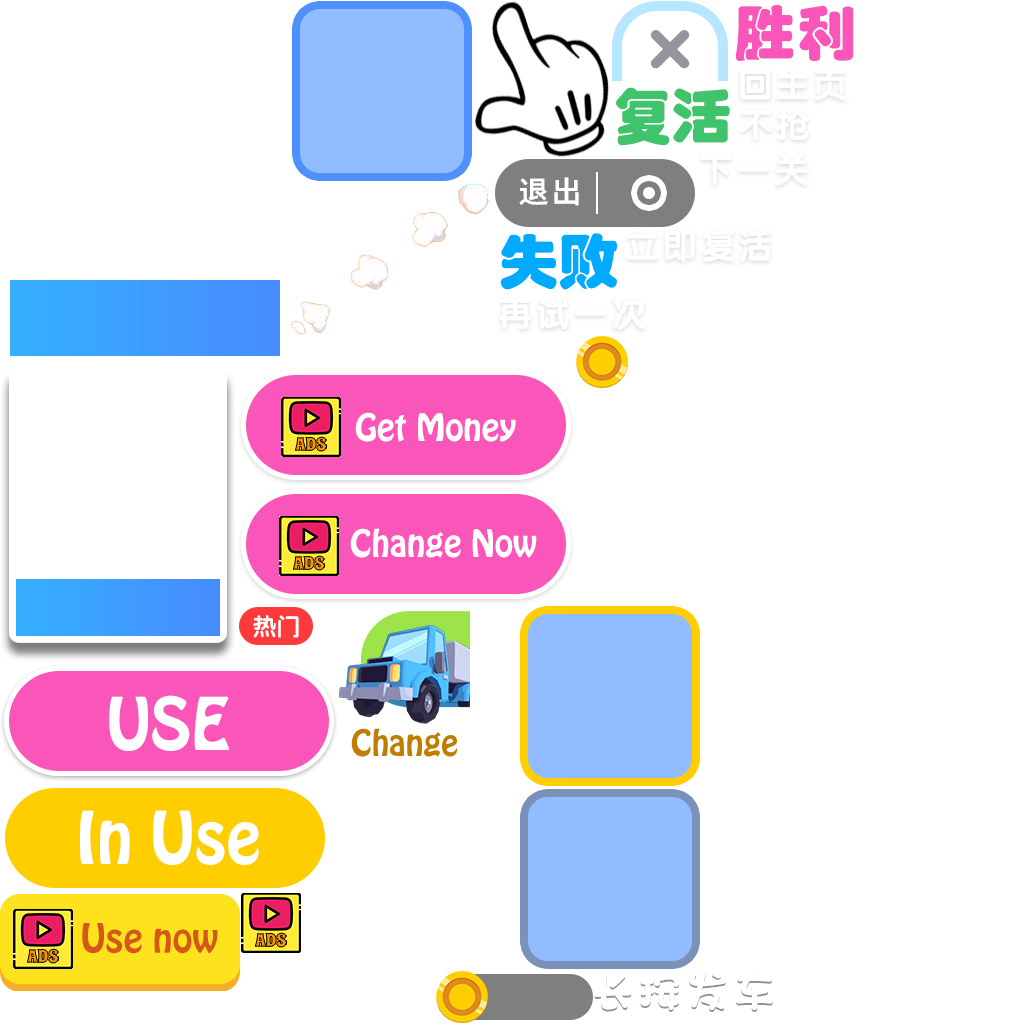 胜利
回主页
复活
不抢
下一关
退出
失败
立即复活
再试一次
ADS Get Money
ADS Change Now
热门
USE
Change
In Use
ADS Use now
ADS
长按发车